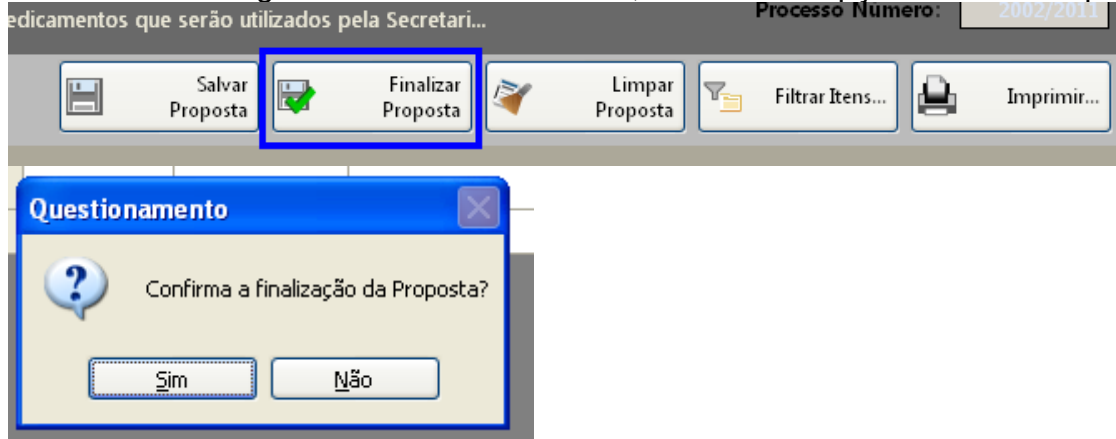 edicamentos que serão utilizados pela Secretari...
Processo Número: 2002/2011
Salvar
Proposta
Finalizar
Proposta
Limpar
Proposta
Filtrar Itens...
Imprimir...
Questionamento
Confirma a finalização da Proposta?
Sim
Não